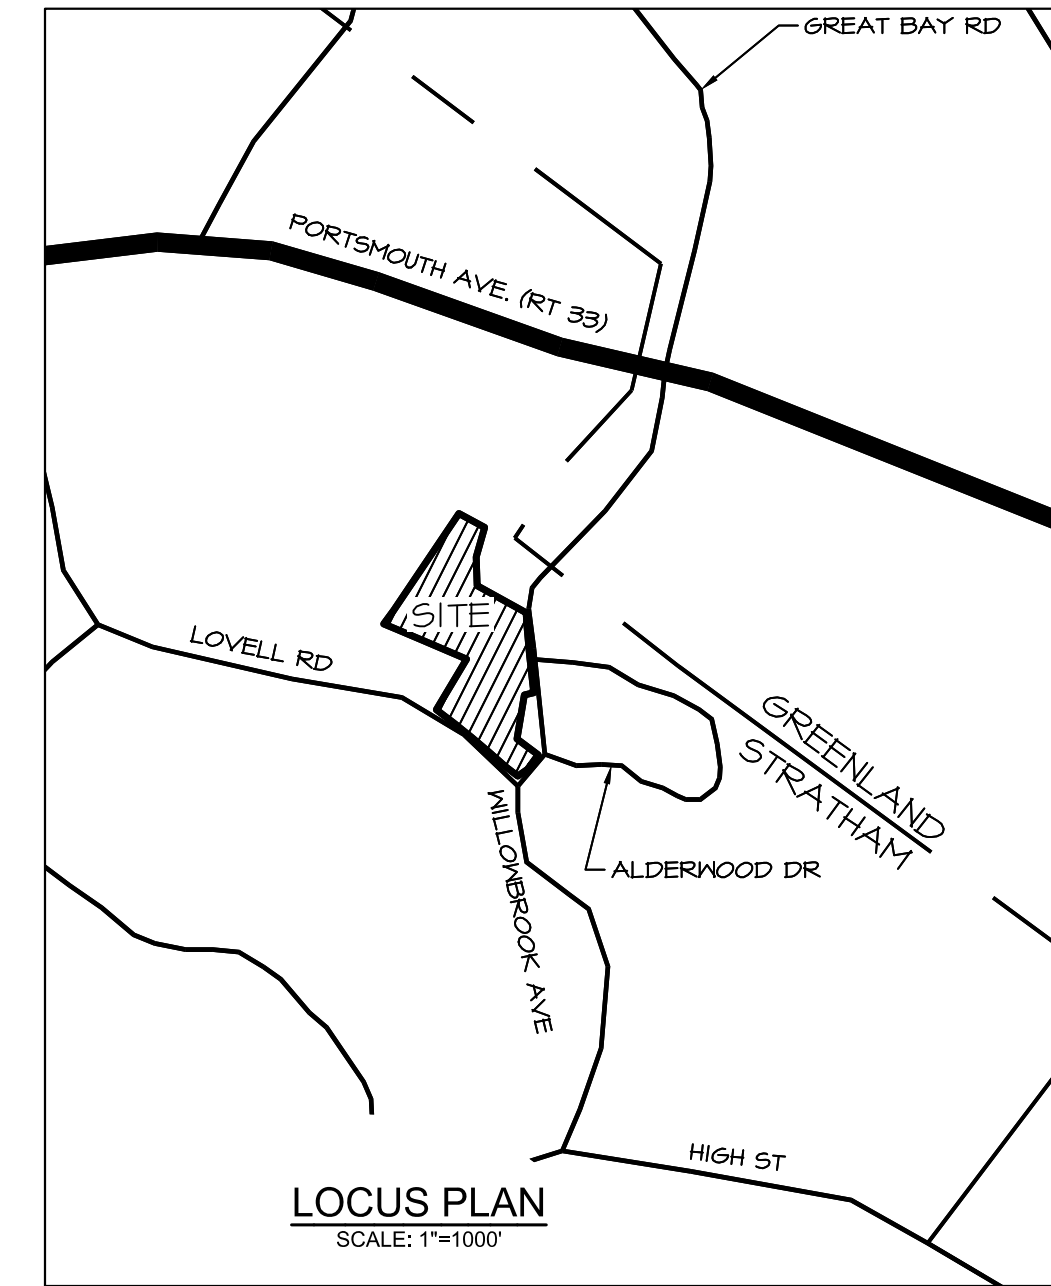 GREAT BAY RD
PORTSMOUTH AVE. (RT 33)
SITE
LOVELL RD
GREENLAND
STRATHAM
WILLOWBROOK AVE
ALDERWOOD DR
HIGH ST
LOCUS PLAN
SCALE: 1"=1000'